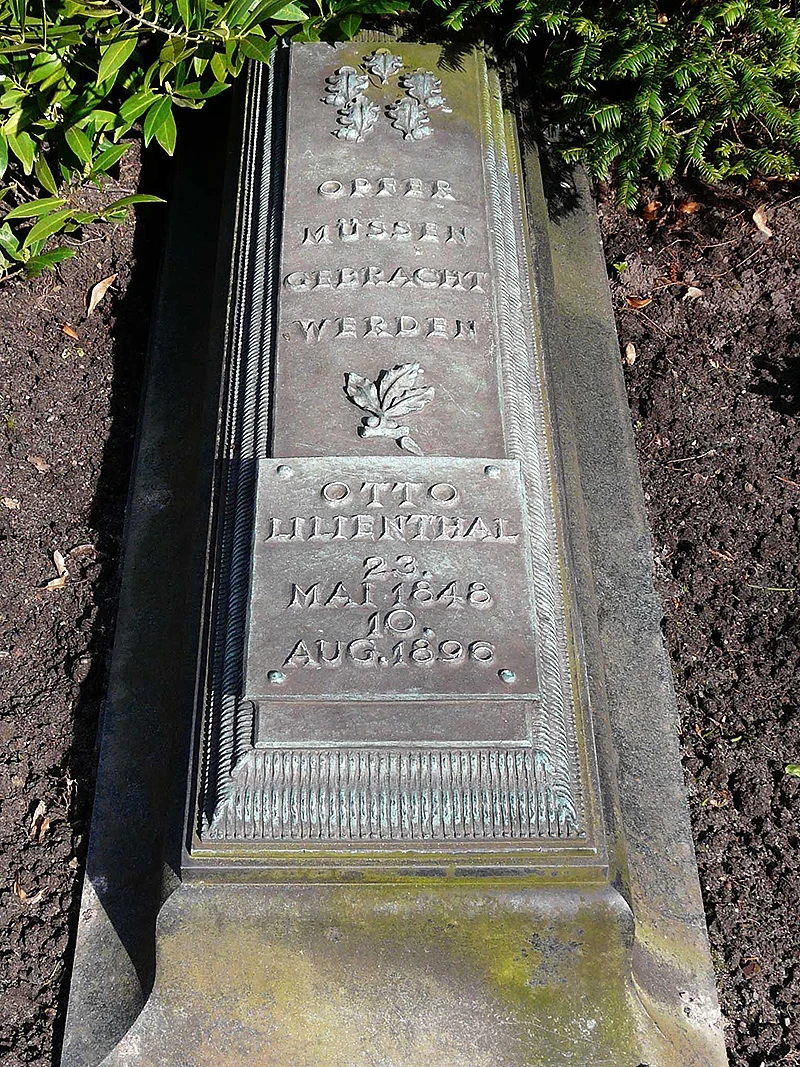 OPFER
MÜSSEN
GEBRACHT
WERDEN
OTTO
LILIENTHAL
23.
MAI 1848
10.
AUG. 1896